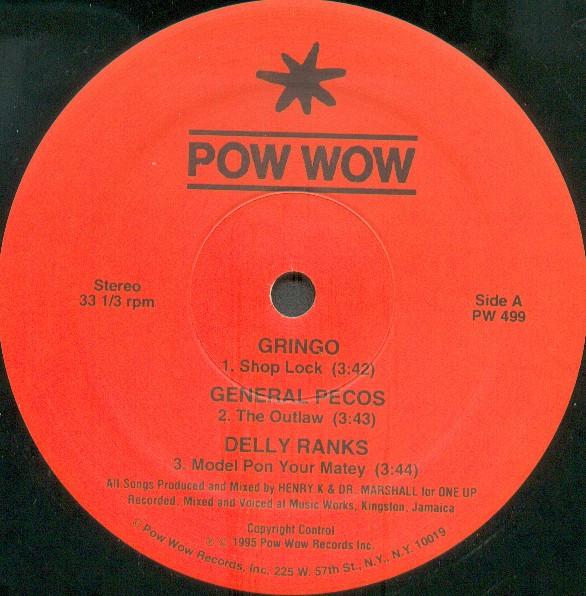 POW WOW
Stereo
33 1/3 rpm
Side A
PW 499
GRINGO
1. Shop Lock (3:42)
GENERAL PECOS
2. The Outlaw (3:43)
DELLY RANKS
3. Model Pon Your Matey (3:44)
All Songs Produced and Mixed by HENRY K & DR. MARSHALL for ONE UP
Recorded, Mixed and Voiced at Music Works, Kingston, Jamaica
Copyright Control
℗ © 1995 Pow Wow Records Inc.
© Pow Wow Records, Inc. 225 W. 57th St., N.Y., N.Y. 10019